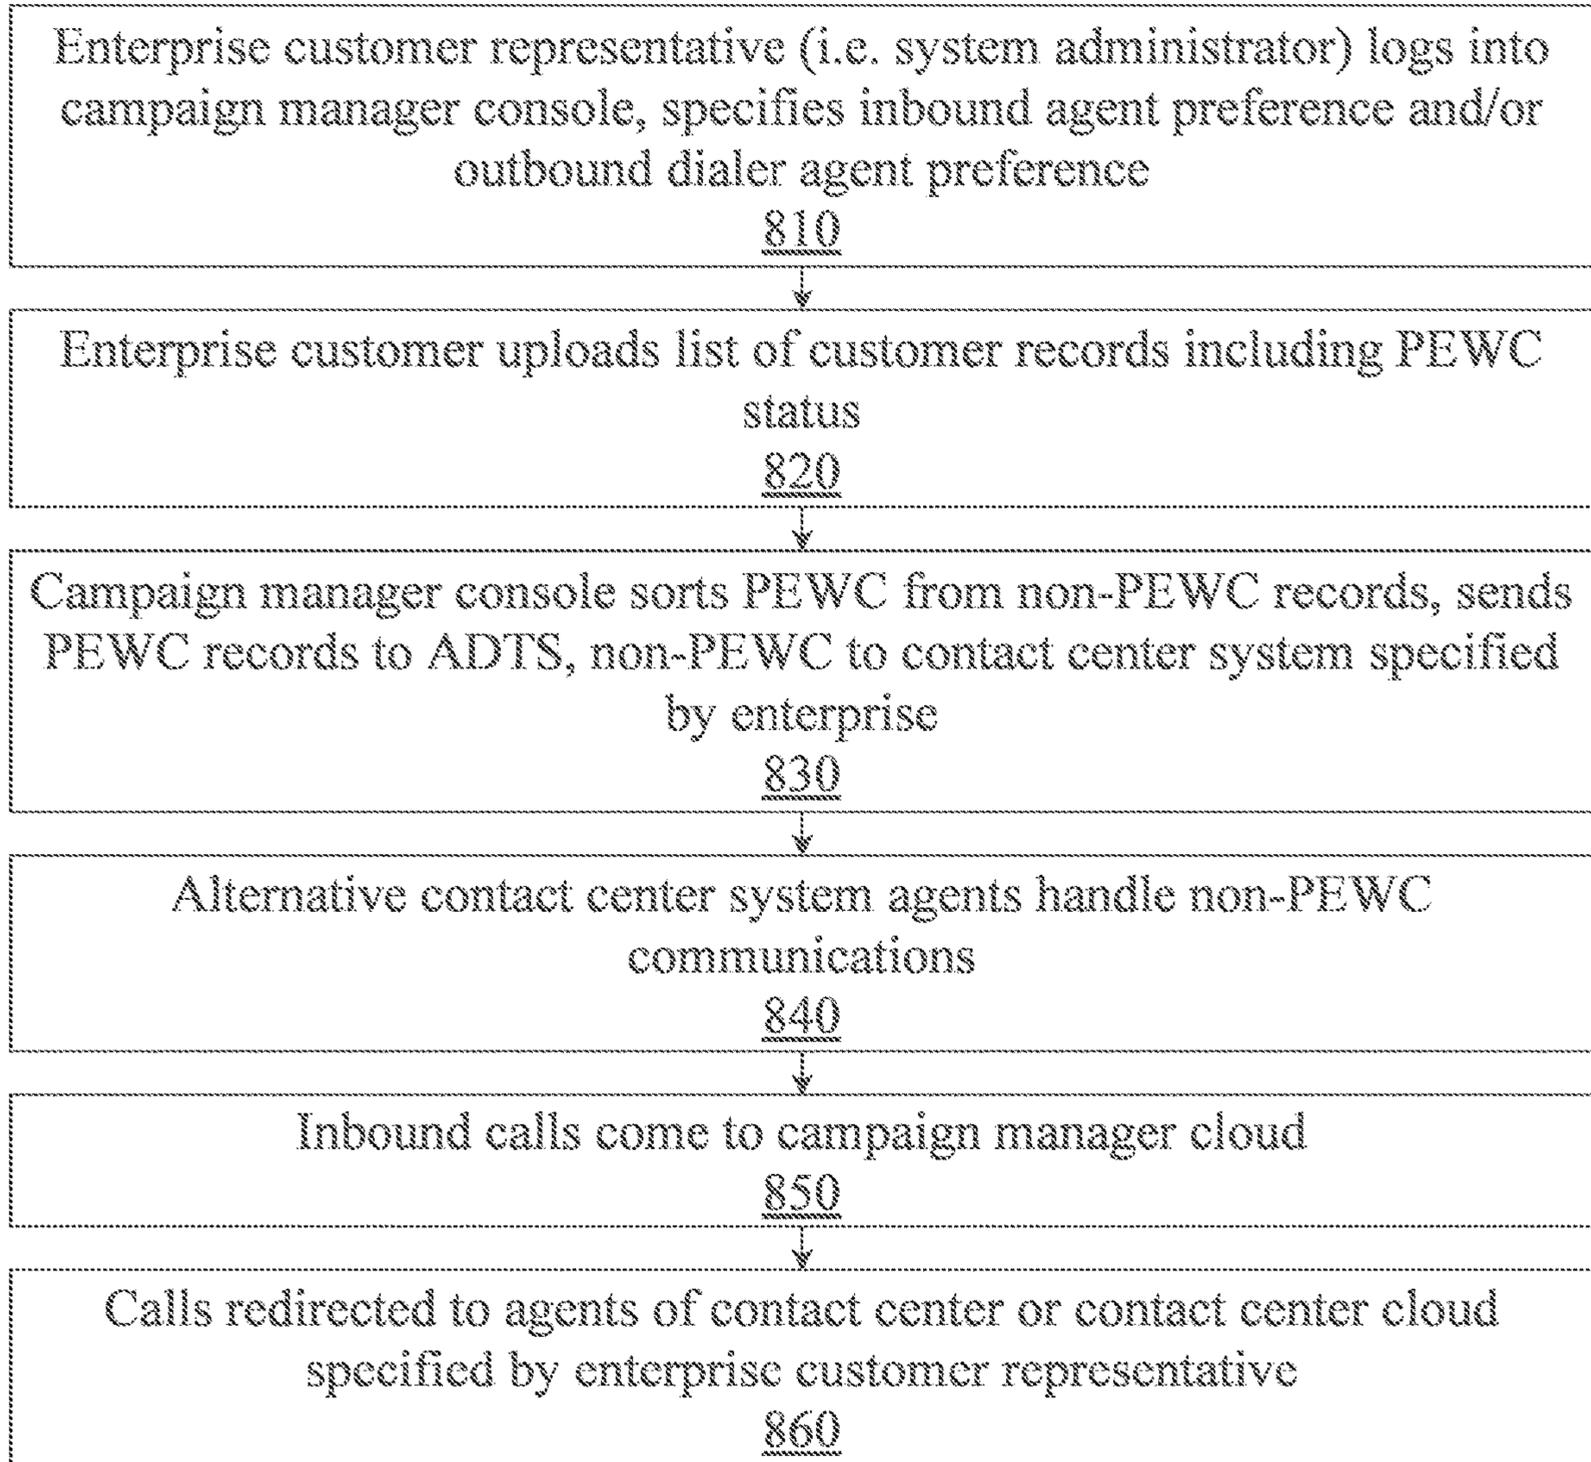 Enterprise customer representative (i.e. system administrator) logs into
campaign manager console, specifies inbound agent preference and/or
outbound dialer agent preference
810
Enterprise customer uploads list of customer records including PEWC
status
820
Campaign manager console sorts PEWC from non-PEWC records, sends
PEWC records to ADTS, non-PEWC to contact center system specified
by enterprise
830
Alternative contact center system agents handle non-PEWC
communications
840
Inbound calls come to campaign manager cloud
850
Calls redirected to agents of contact center or contact center cloud
specified by enterprise customer representative
860